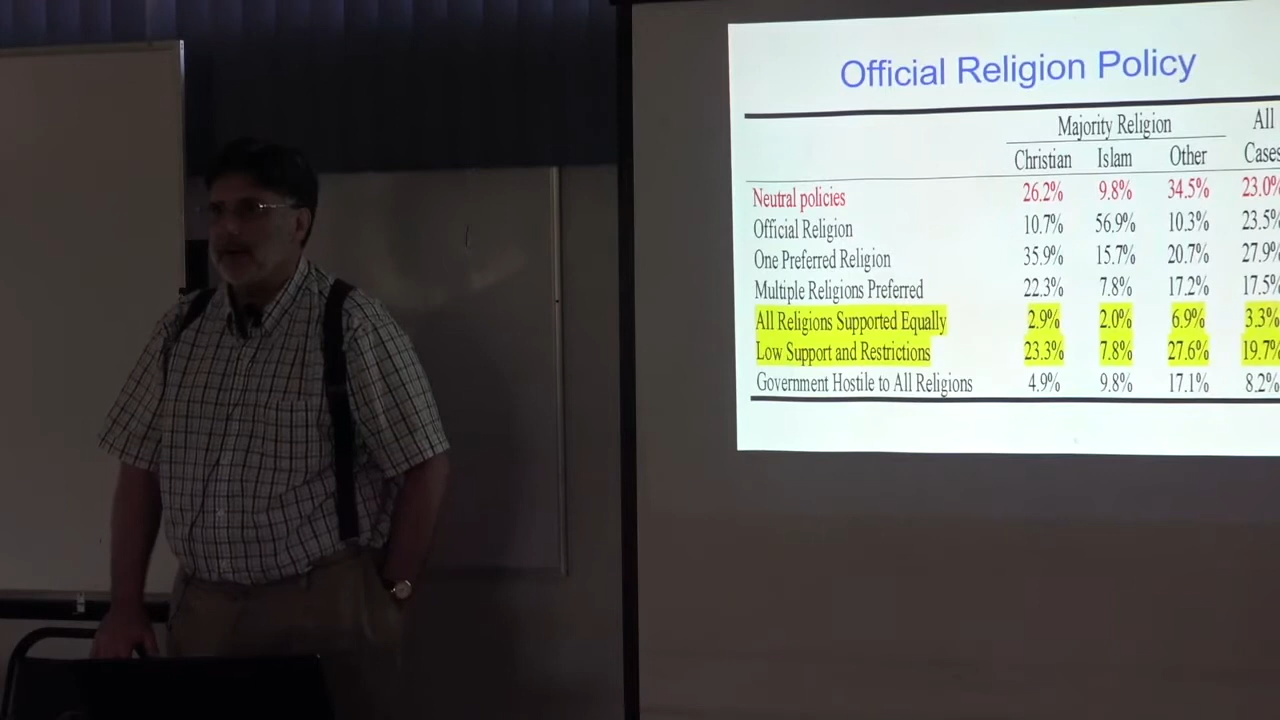 Official Religion Policy
Majority Religion All
Christian Islam Other Cases
Neutral policies 26.2% 9.8% 34.5% 23.0%
Official Religion 10.7% 56.9% 10.3% 23.5%
One Preferred Religion 35.9% 15.7% 20.7% 27.9%
Multiple Religions Preferred 22.3% 7.8% 17.2% 17.5%
All Religions Supported Equally 2.9% 2.0% 6.9% 3.3%
Low Support and Restrictions 23.3% 7.8% 27.6% 19.7%
Government Hostile to All Religions 4.9% 9.8% 17.1% 8.2%